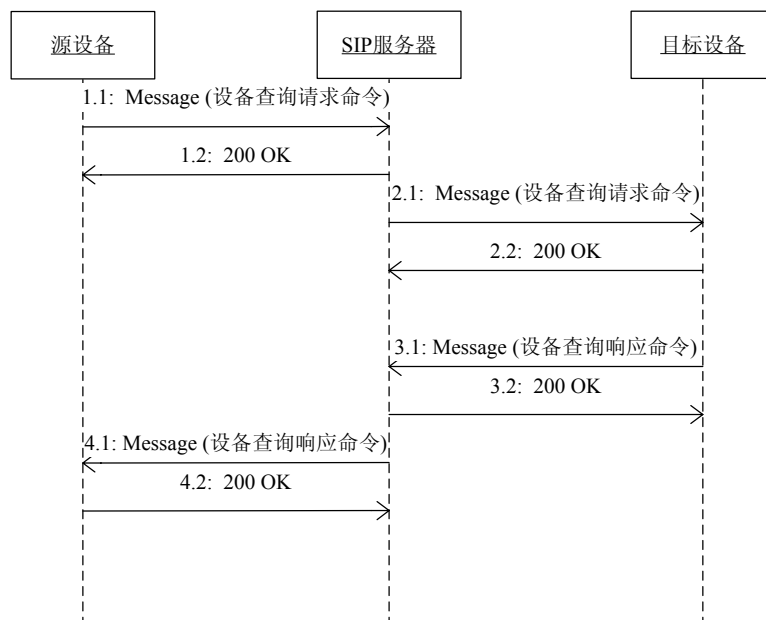 源设备
SIP服务器
目标设备
1.1: Message (设备查询请求命令)
1.2: 200 OK
2.1: Message (设备查询请求命令)
2.2: 200 OK
3.1: Message (设备查询响应命令)
3.2: 200 OK
4.1: Message (设备查询响应命令)
4.2: 200 OK